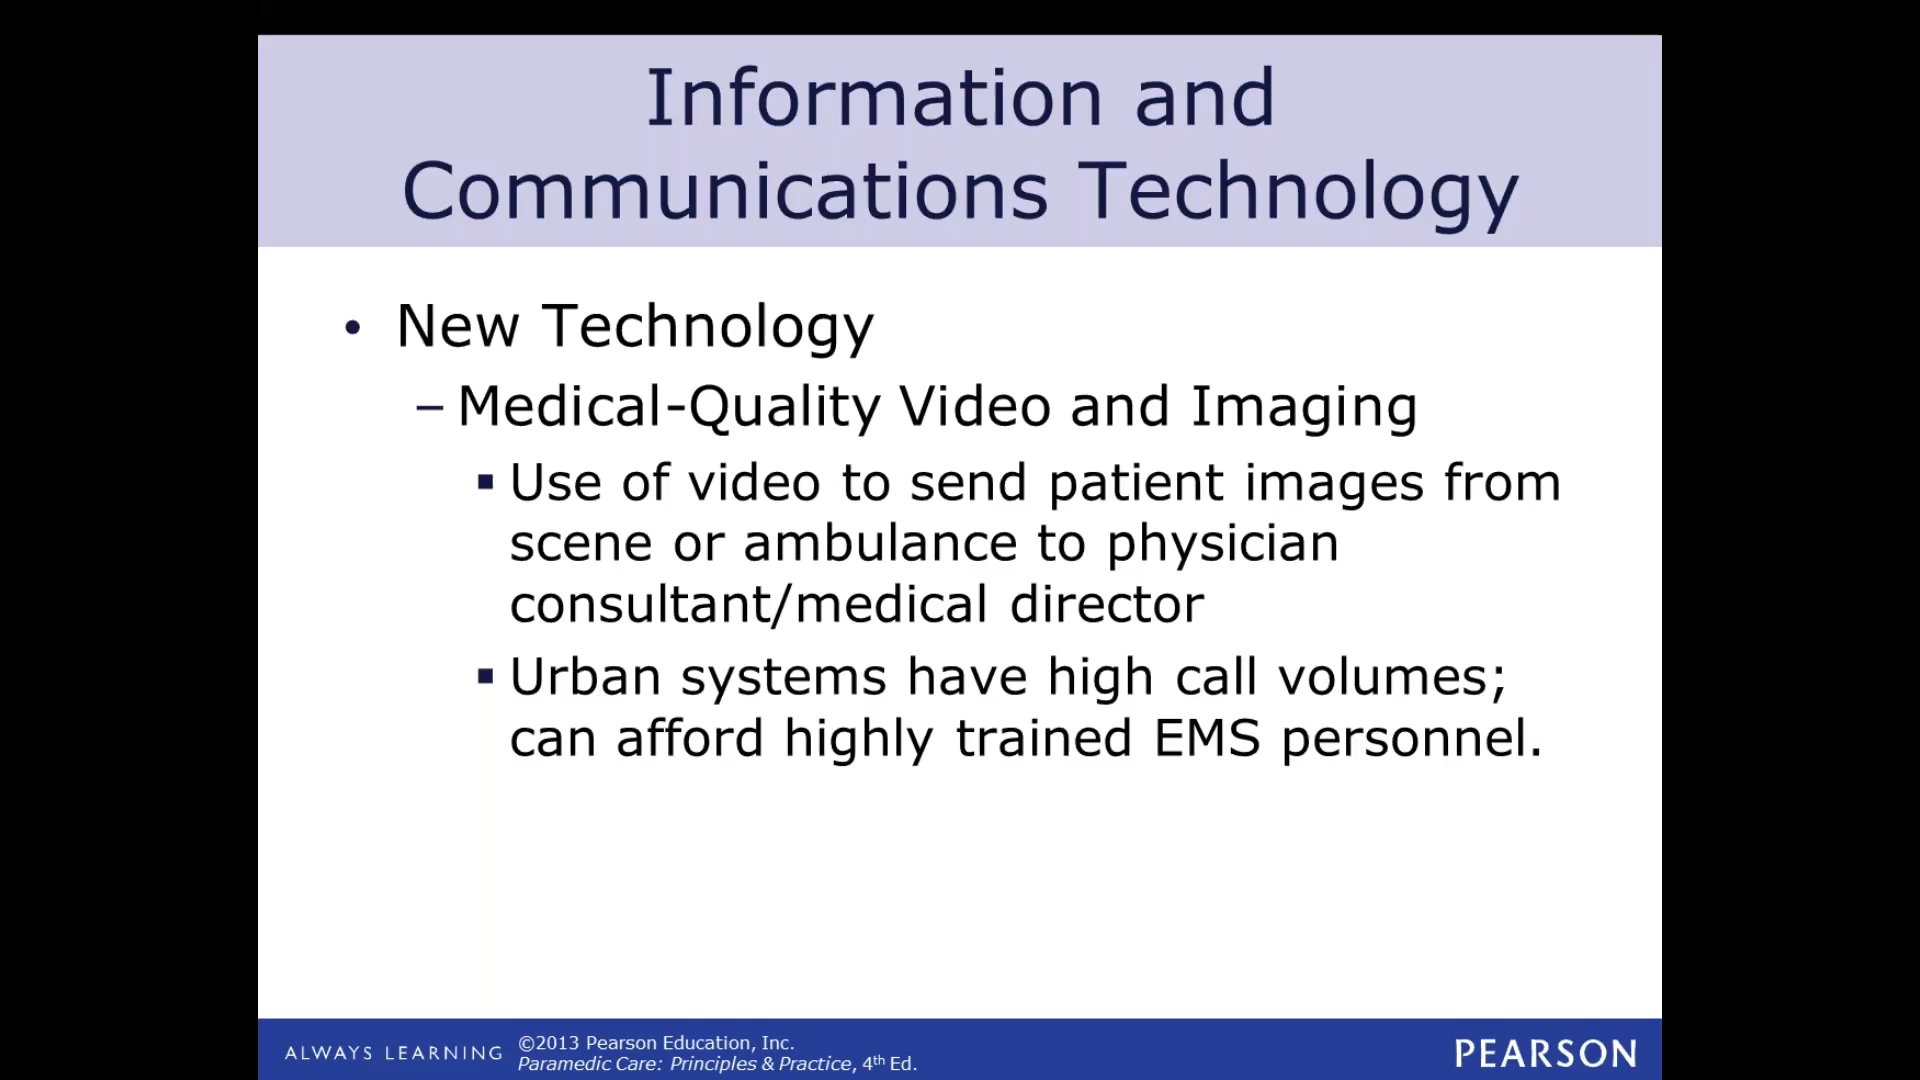 Information and
Communications Technology
• New Technology
– Medical-Quality Video and Imaging
▪ Use of video to send patient images from
scene or ambulance to physician
consultant/medical director
▪ Urban systems have high call volumes;
can afford highly trained EMS personnel.
ALWAYS LEARNING
©2013 Pearson Education, Inc.
Paramedic Care: Principles & Practice, 4th Ed.
PEARSON